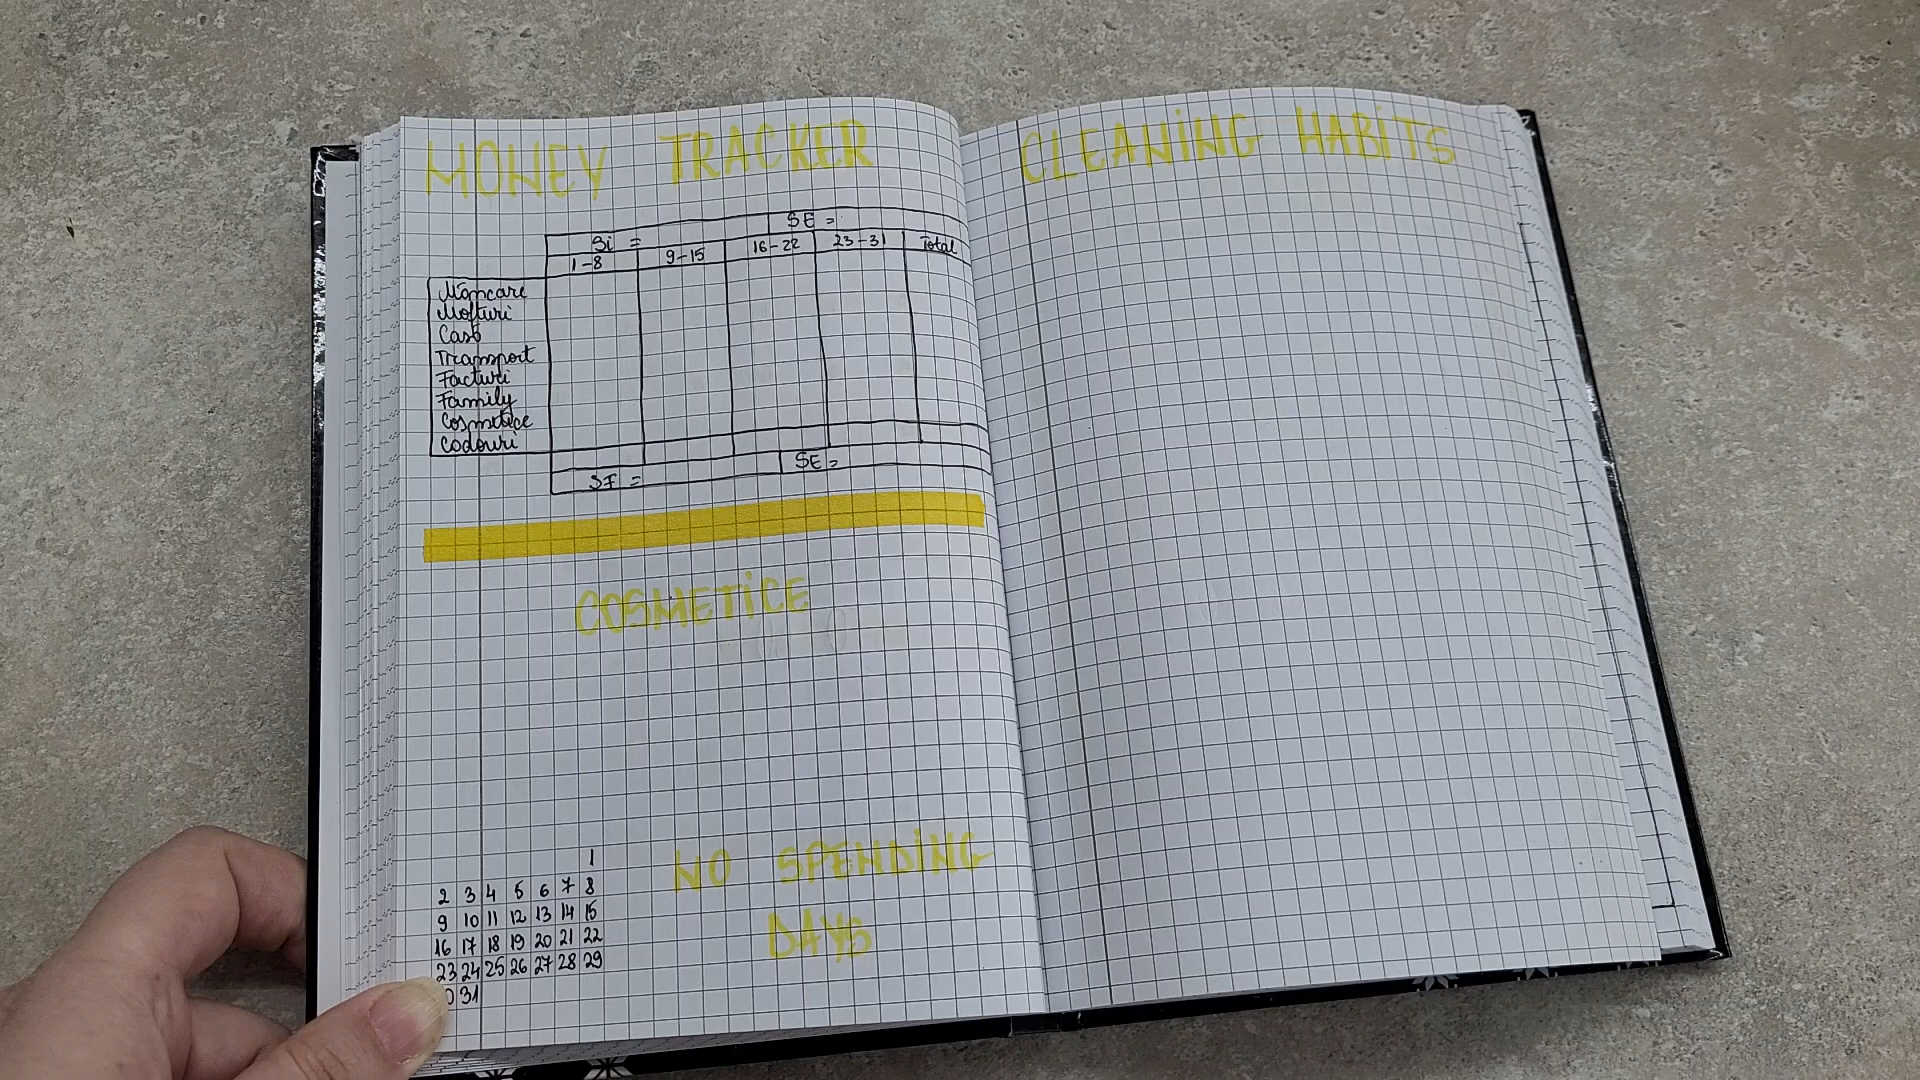 MONEY TRACKER
Si = SE =
1-8 9-15 16-22 23-31 Total
Mâncare
Mofturi
Casă
Transport
Facturi
Family
Cosmetice
Cadouri
SF = SE =
COSMETiCE
NO SPENDiNG
DAYS
1
2 3 4 5 6 7 8
9 10 11 12 13 14 15
16 17 18 19 20 21 22
23 24 25 26 27 28 29
0 31
CLEANiNG HABiTS